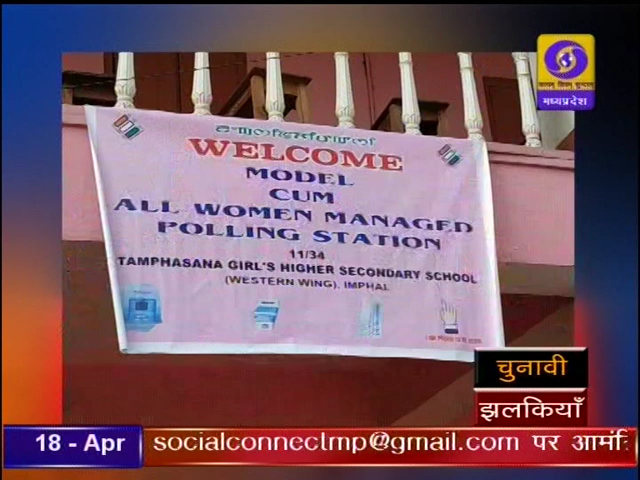 मध्यप्रदेश
WELCOME
MODEL
CUM
ALL WOMEN MANAGED
POLLING STATION
11/34
TAMPHASANA GIRL'S HIGHER SECONDARY SCHOOL
(WESTERN WING), IMPHAL
चुनावी
झलकियाँ
18 - Apr socialconnectmp@gmail.com पर आमंत्रि